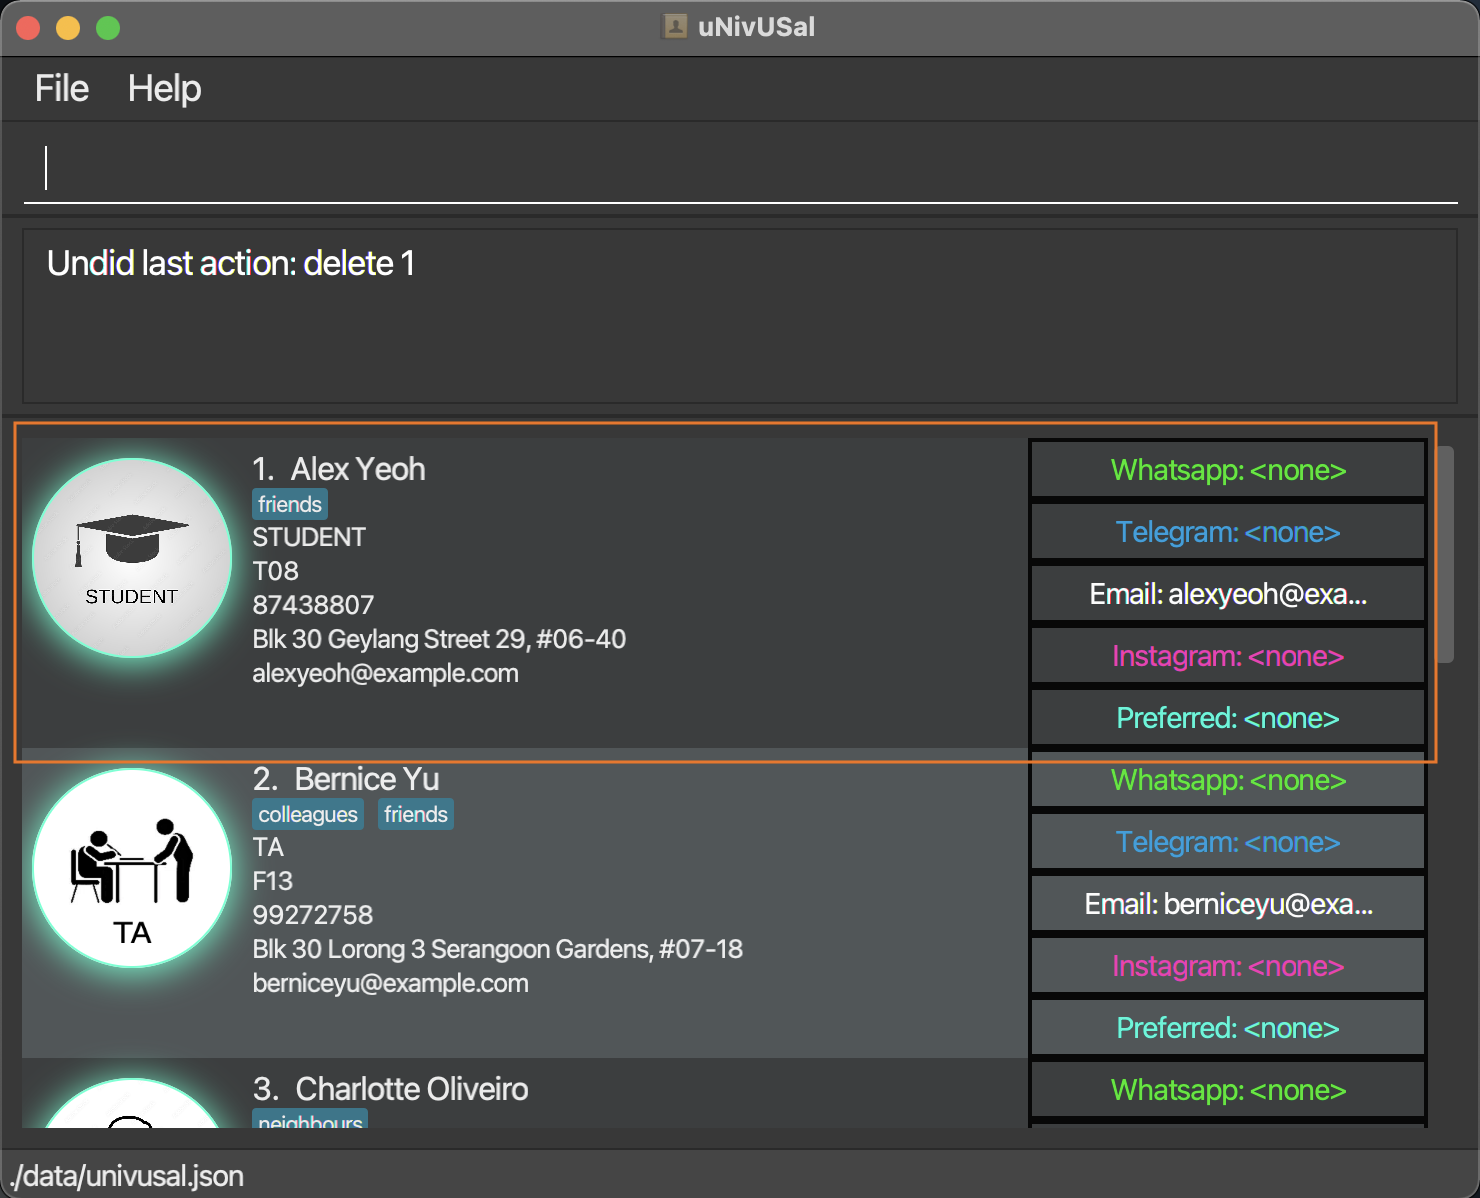 uNivUSal
File Help
Undid last action: delete 1
1. Alex Yeoh
friends
STUDENT
T08
87438807
Blk 30 Geylang Street 29, #06-40
alexyeoh@example.com
STUDENT
Whatsapp: <none>
Telegram: <none>
Email: alexyeoh@exa...
Instagram: <none>
Preferred: <none>
2. Bernice Yu
colleagues friends
TA
F13
99272758
Blk 30 Lorong 3 Serangoon Gardens, #07-18
berniceyu@example.com
TA
Whatsapp: <none>
Telegram: <none>
Email: berniceyu@exa...
Instagram: <none>
Preferred: <none>
3. Charlotte Oliveiro
neighbours
Whatsapp: <none>
./data/univusal.json